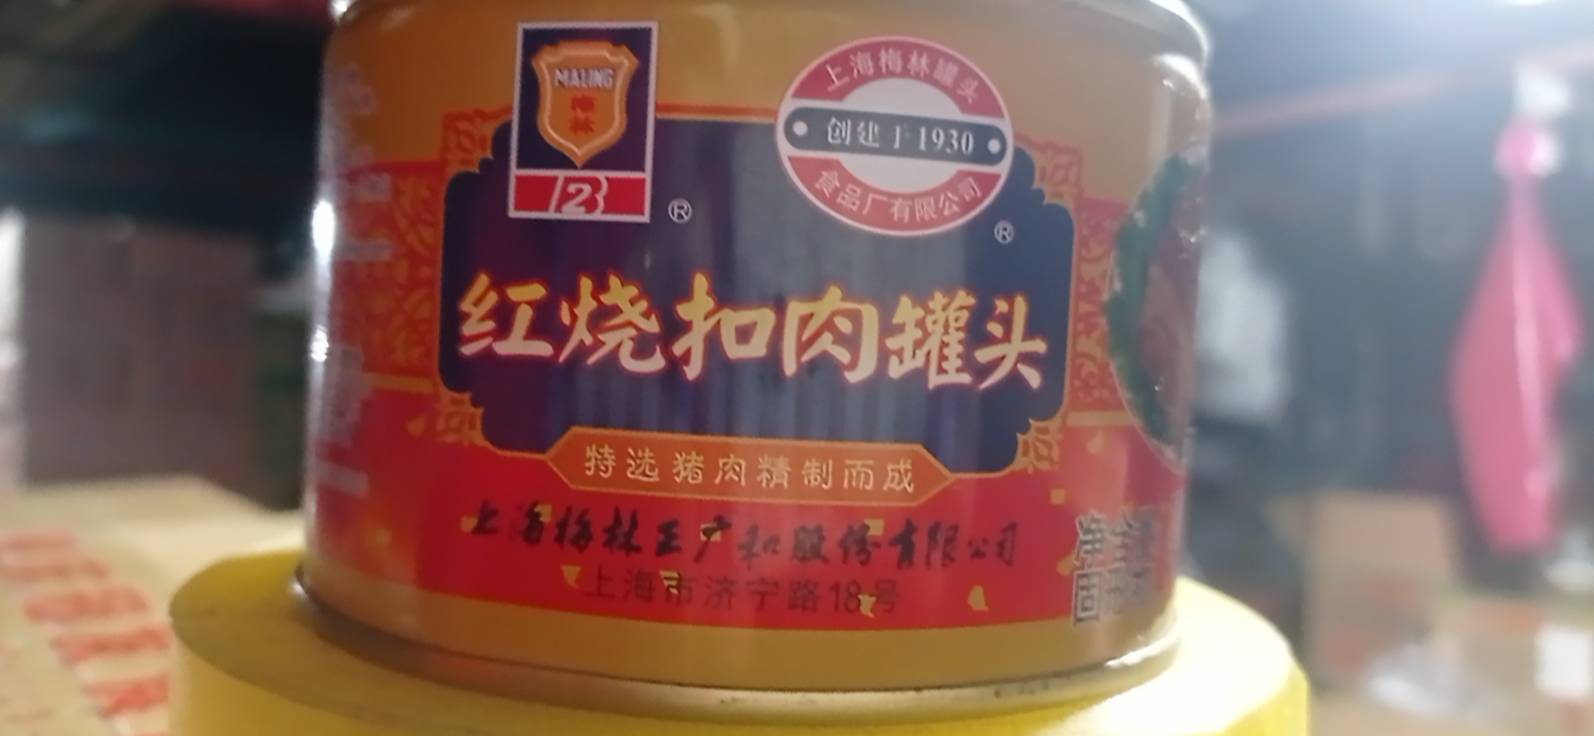 MALING
梅林
B2
®
上海梅林罐头
创建于1930
食品厂有限公司
®
红烧扣肉罐头
特选猪肉精制而成
上海梅林正广和股份有限公司
上海市济宁路18号